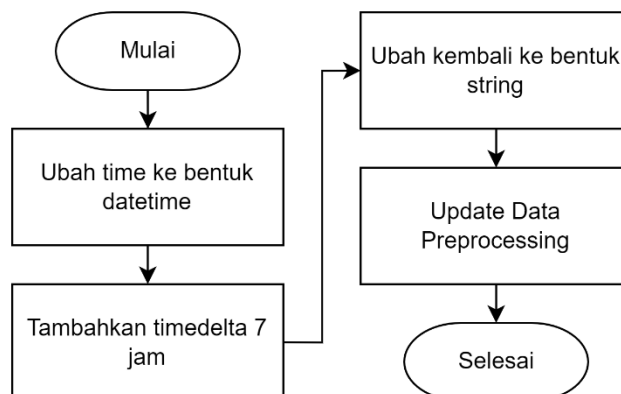 Mulai
Ubah time ke bentuk
datetime
Tambahkan timedelta 7
jam
Ubah kembali ke bentuk
string
Update Data
Preprocessing
Selesai